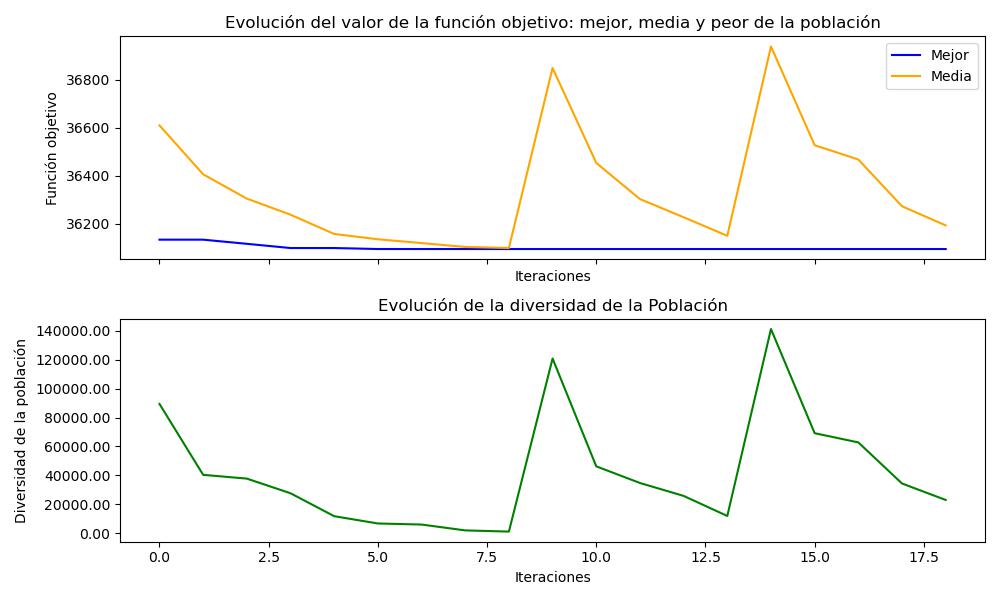 Evolución del valor de la función objetivo: mejor, media y peor de la población
Mejor
Media
Función objetivo
36800
36600
36400
36200
Iteraciones
Evolución de la diversidad de la Población
Diversidad de la población
140000.00
120000.00
100000.00
80000.00
60000.00
40000.00
20000.00
0.00
0.0 2.5 5.0 7.5 10.0 12.5 15.0 17.5
Iteraciones